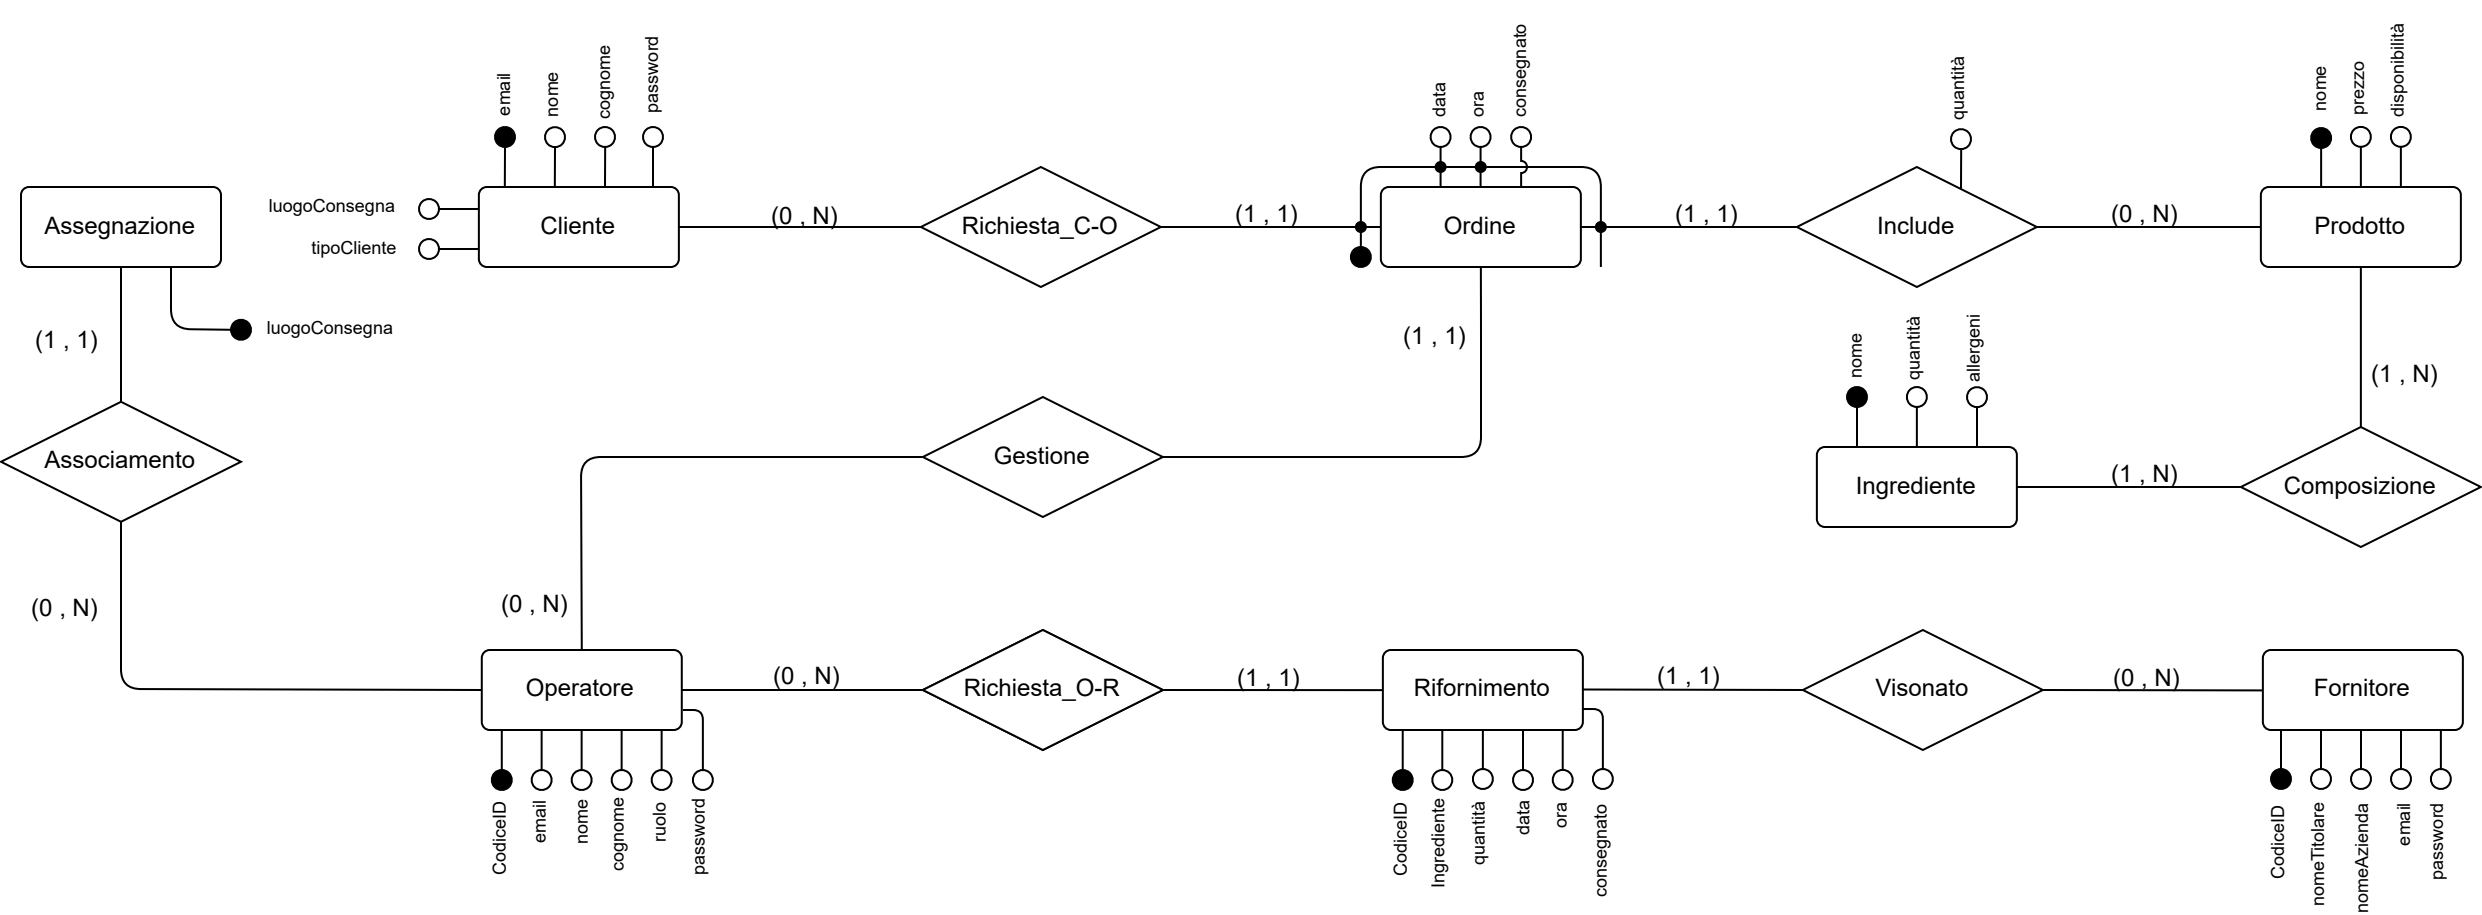 email
nome
cognome
password
data
ora
consegnato
quantità
nome
prezzo
disponibilità
Assegnazione
luogoConsegna
tipoCliente
Cliente
(0 , N)
Richiesta_C-O
(1 , 1)
Ordine
(1 , 1)
Include
(0 , N)
Prodotto
luogoConsegna
(1 , 1)
(1 , 1)
nome
quantità
allergeni
(1 , N)
Associamento
Gestione
Ingrediente
(1 , N)
Composizione
(0 , N)
(0 , N)
Operatore
(0 , N)
Richiesta_O-R
(1 , 1)
Rifornimento
(1 , 1)
Visonato
(0 , N)
Fornitore
CodiceID
email
nome
cognome
ruolo
password
CodiceID
Ingrediente
quantità
data
ora
consegnato
CodiceID
nomeTitolare
nomeAzienda
email
password